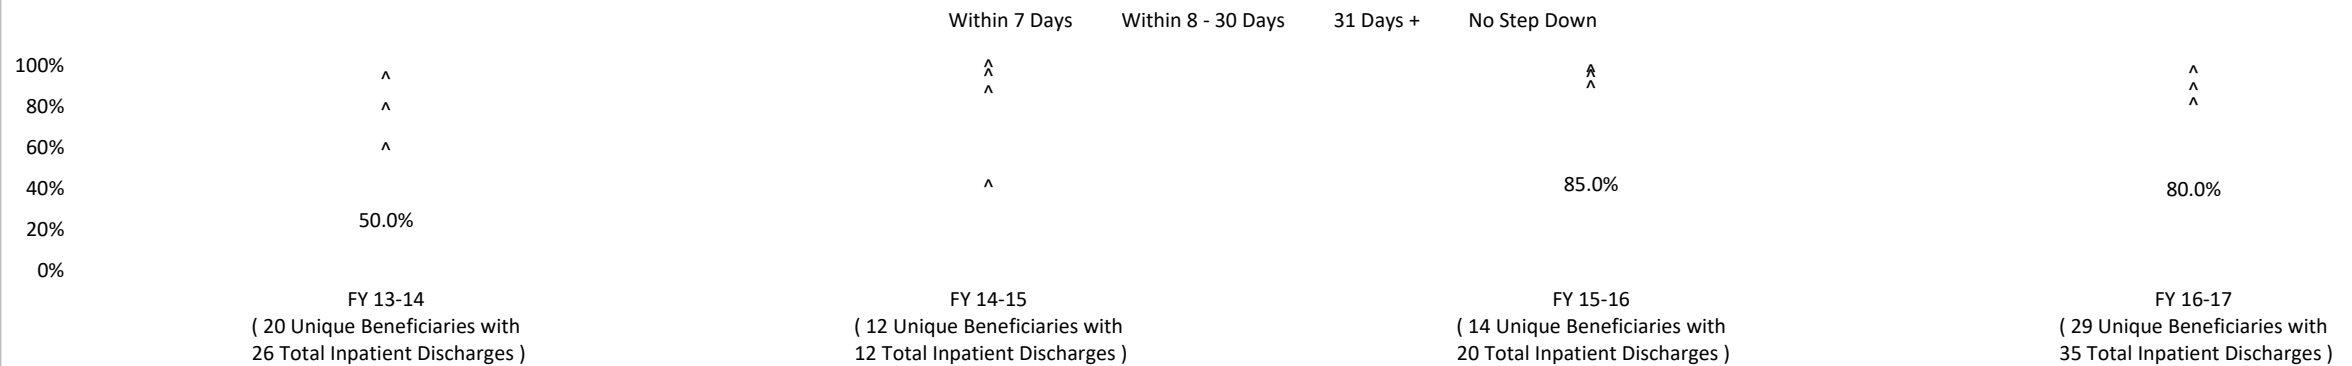 Within 7 Days Within 8 - 30 Days 31 Days + No Step Down
100%
80%
60%
40%
20%
0%
^
^
^
50.0%
^
^
^
^
^
^
^
85.0%
^
^
^
80.0%
FY 13-14
( 20 Unique Beneficiaries with
26 Total Inpatient Discharges )
FY 14-15
( 12 Unique Beneficiaries with
12 Total Inpatient Discharges )
FY 15-16
( 14 Unique Beneficiaries with
20 Total Inpatient Discharges )
FY 16-17
( 29 Unique Beneficiaries with
35 Total Inpatient Discharges )